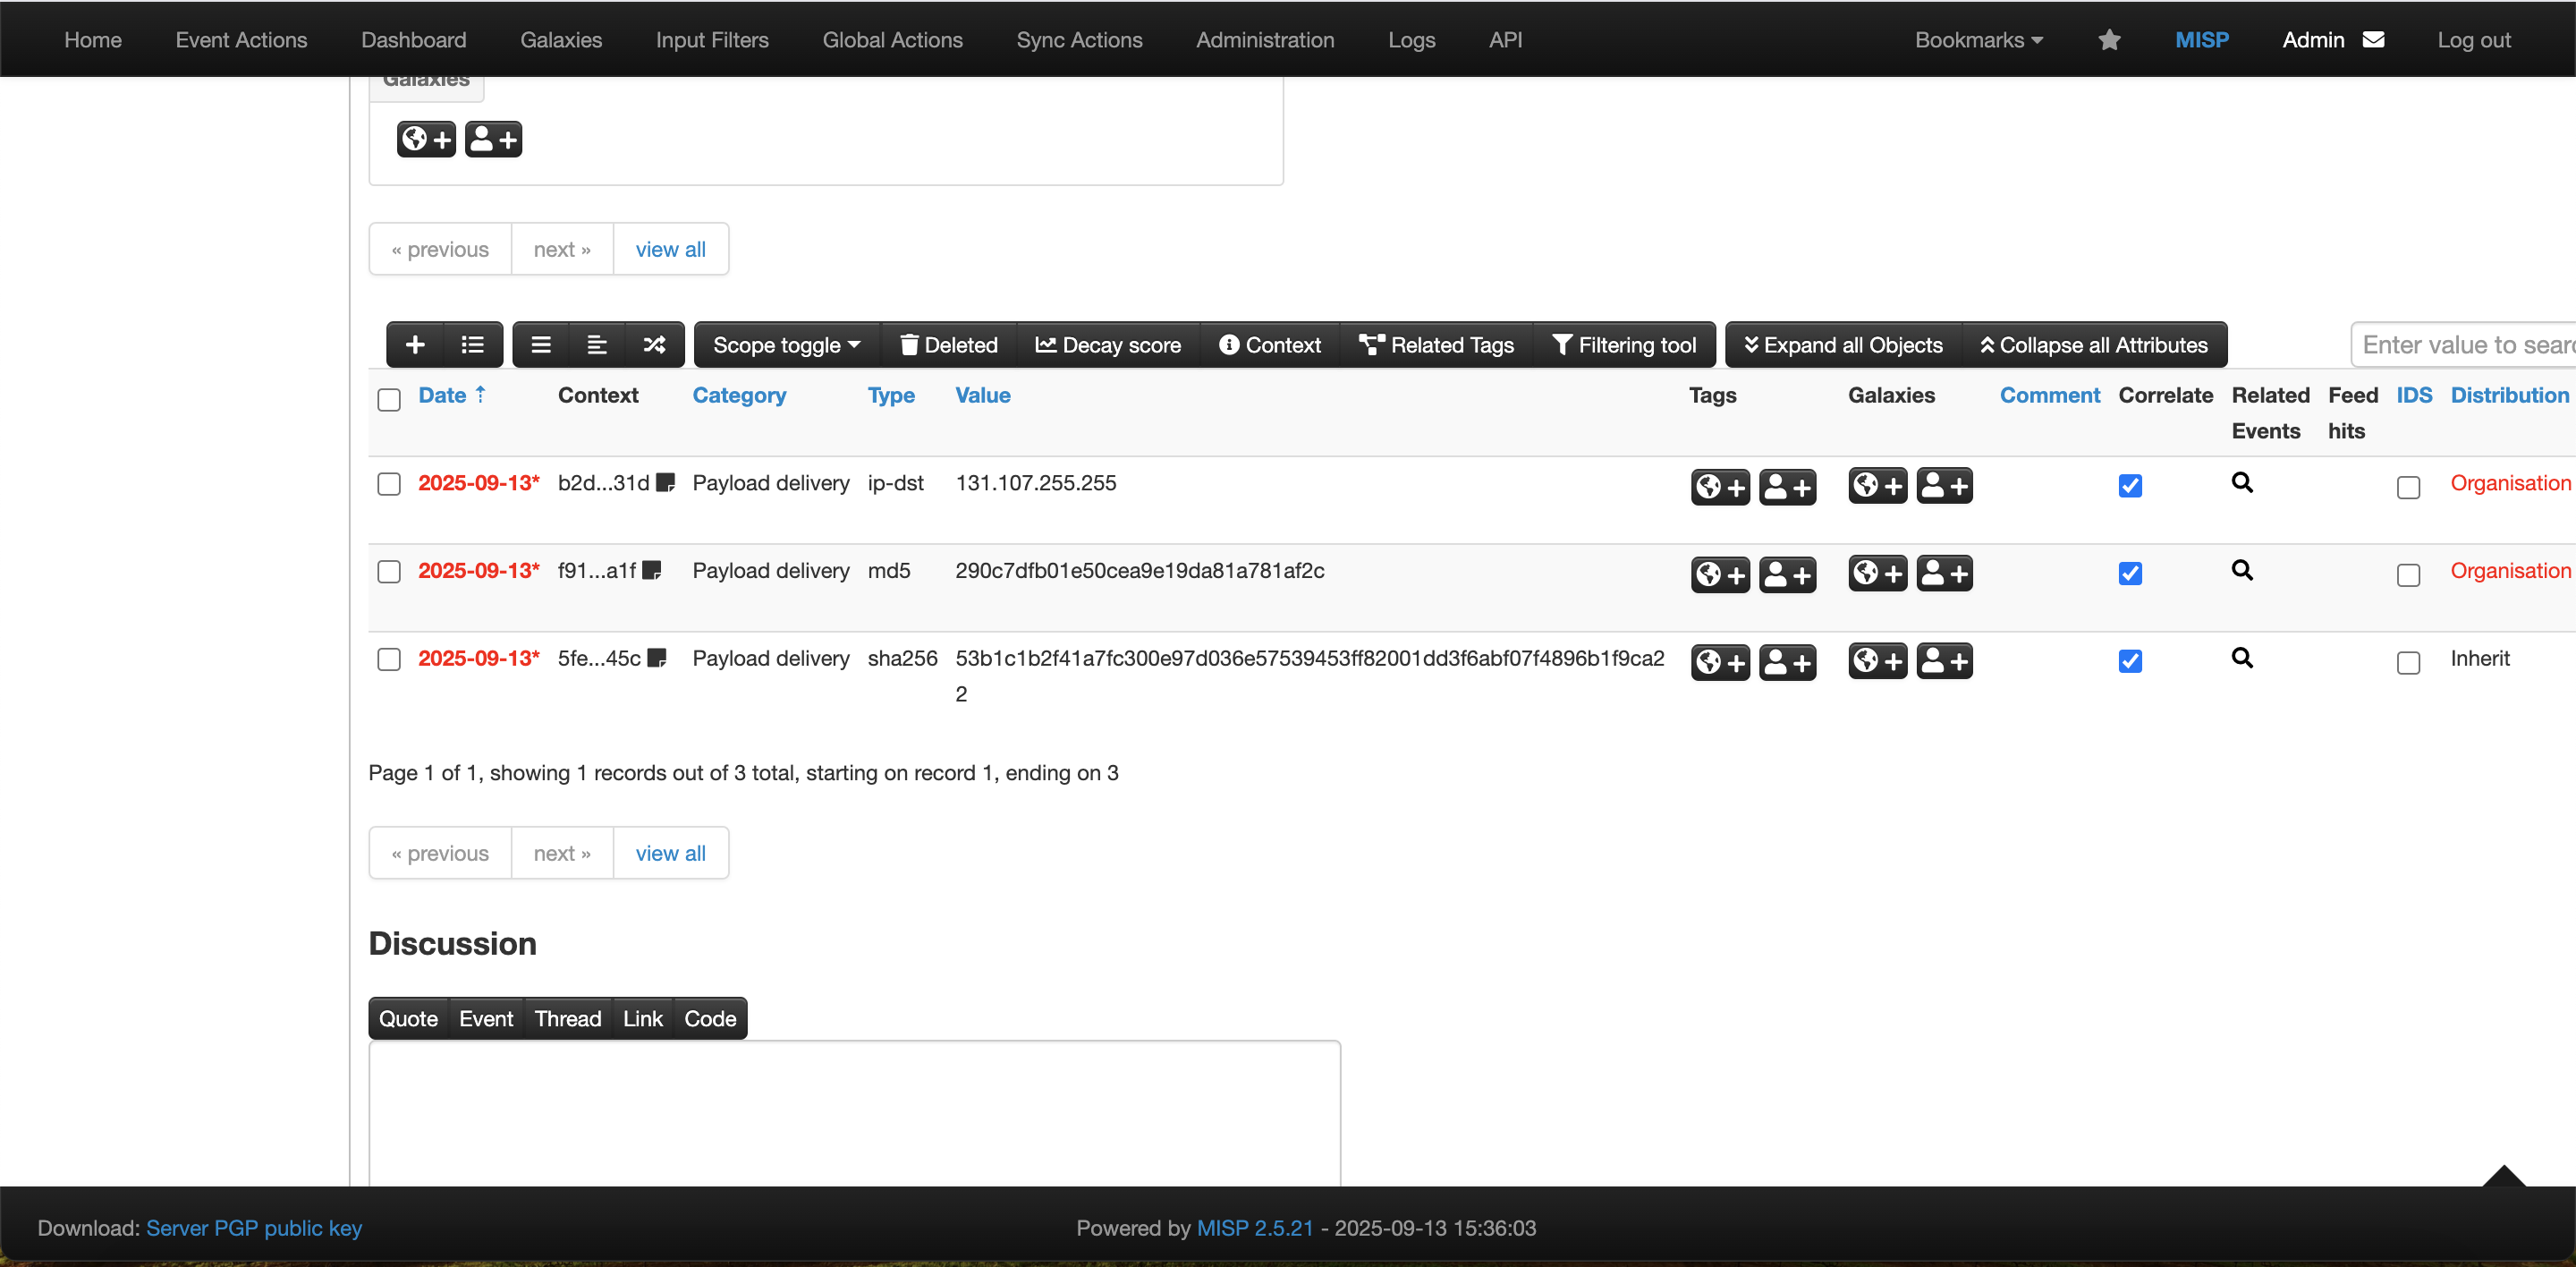 Home Event Actions Dashboard Galaxies Input Filters Global Actions Sync Actions Administration Logs API Bookmarks MISP Admin Log out
Galaxies
« previous next » view all
Scope toggle Deleted Decay score Context Related Tags Filtering tool Expand all Objects Collapse all Attributes Enter value to searc
Date Context Category Type Value Tags Galaxies Comment Correlate Related Events Feed hits IDS Distribution
2025-09-13* b2d...31d Payload delivery ip-dst 131.107.255.255 Organisation
2025-09-13* f91...a1f Payload delivery md5 290c7dfb01e50cea9e19da81a781af2c Organisation
2025-09-13* 5fe...45c Payload delivery sha256 53b1c1b2f41a7fc300e97d036e57539453ff82001dd3f6abf07f4896b1f9ca2 Inherit
2
Page 1 of 1, showing 1 records out of 3 total, starting on record 1, ending on 3
« previous next » view all
Discussion
Quote Event Thread Link Code
Download: Server PGP public key Powered by MISP 2.5.21 - 2025-09-13 15:36:03